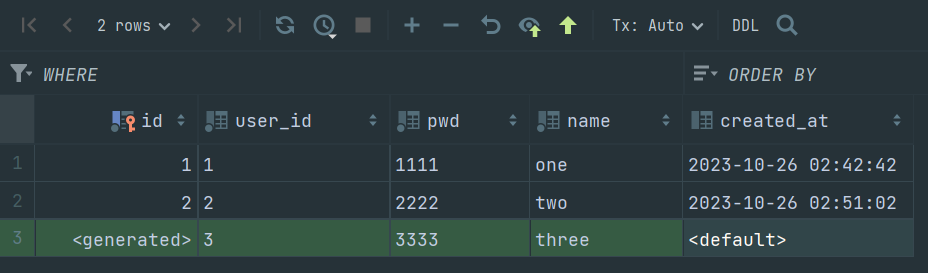 2 rows Tx: Auto DDL
WHERE ORDER BY
id user_id pwd name created_at
1 1 1 1111 one 2023-10-26 02:42:42
2 2 2 2222 two 2023-10-26 02:51:02
3 <generated> 3 3333 three <default>